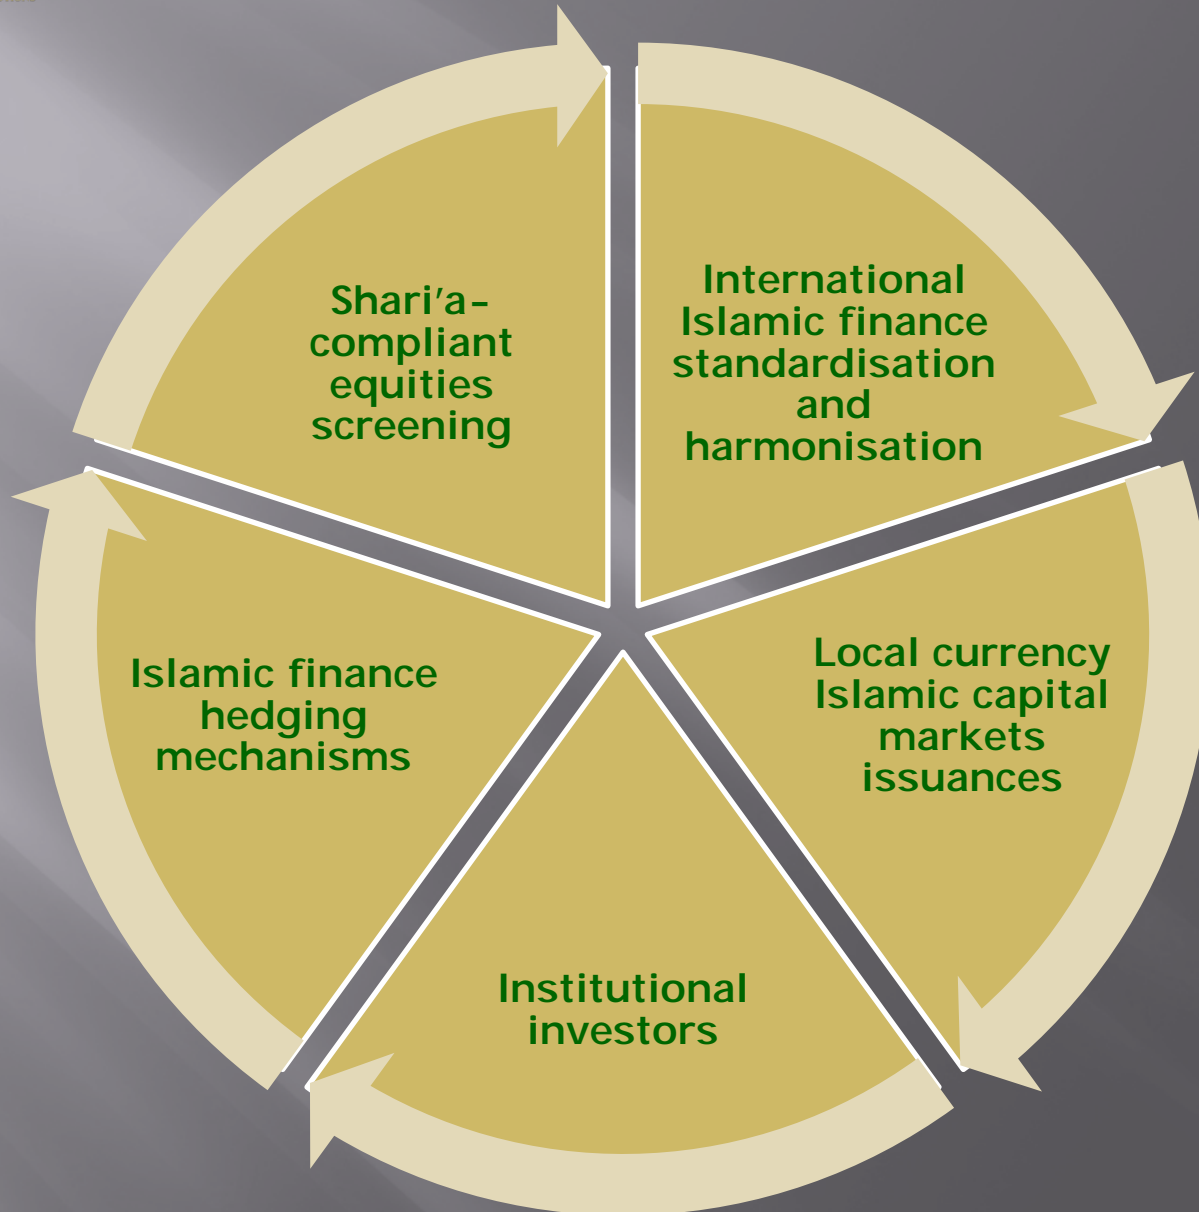 Shari'a-
compliant
equities
screening
International
Islamic finance
standardisation
and
harmonisation
Local currency
Islamic capital
markets
issuances
Institutional
investors
Islamic finance
hedging
mechanisms